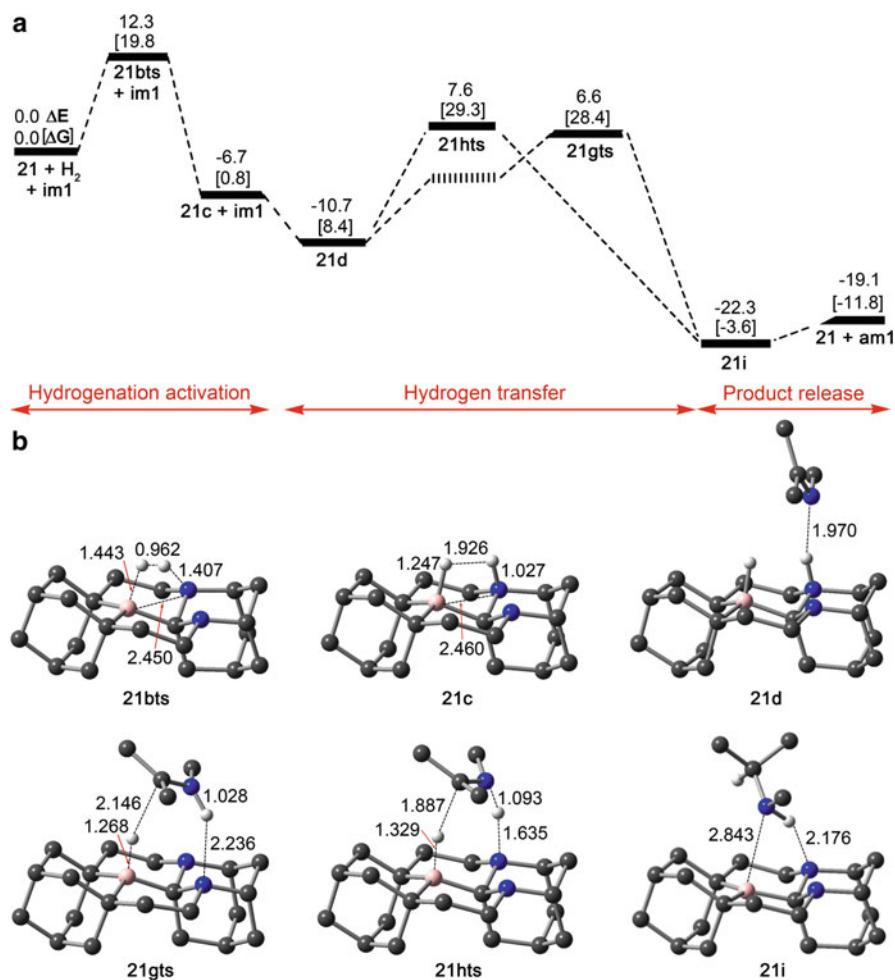 a
12.3
[19.8
21bts
+ im1
0.0 ΔE
0.0[ΔG]
21 + H₂
+ im1
-6.7
[0.8]
21c + im1
-10.7
[8.4]
21d
7.6
[29.3]
21hts
6.6
[28.4]
21gts
-22.3
[-3.6]
21i
-19.1
[-11.8]
21 + am1
Hydrogenation activation
Hydrogen transfer
Product release
b
1.443
0.962
1.407
2.450
21bts
1.247
1.926
1.027
2.460
21c
1.970
21d
2.146
1.268
1.028
2.236
21gts
1.887
1.329
1.093
1.635
21hts
2.843
2.176
21i